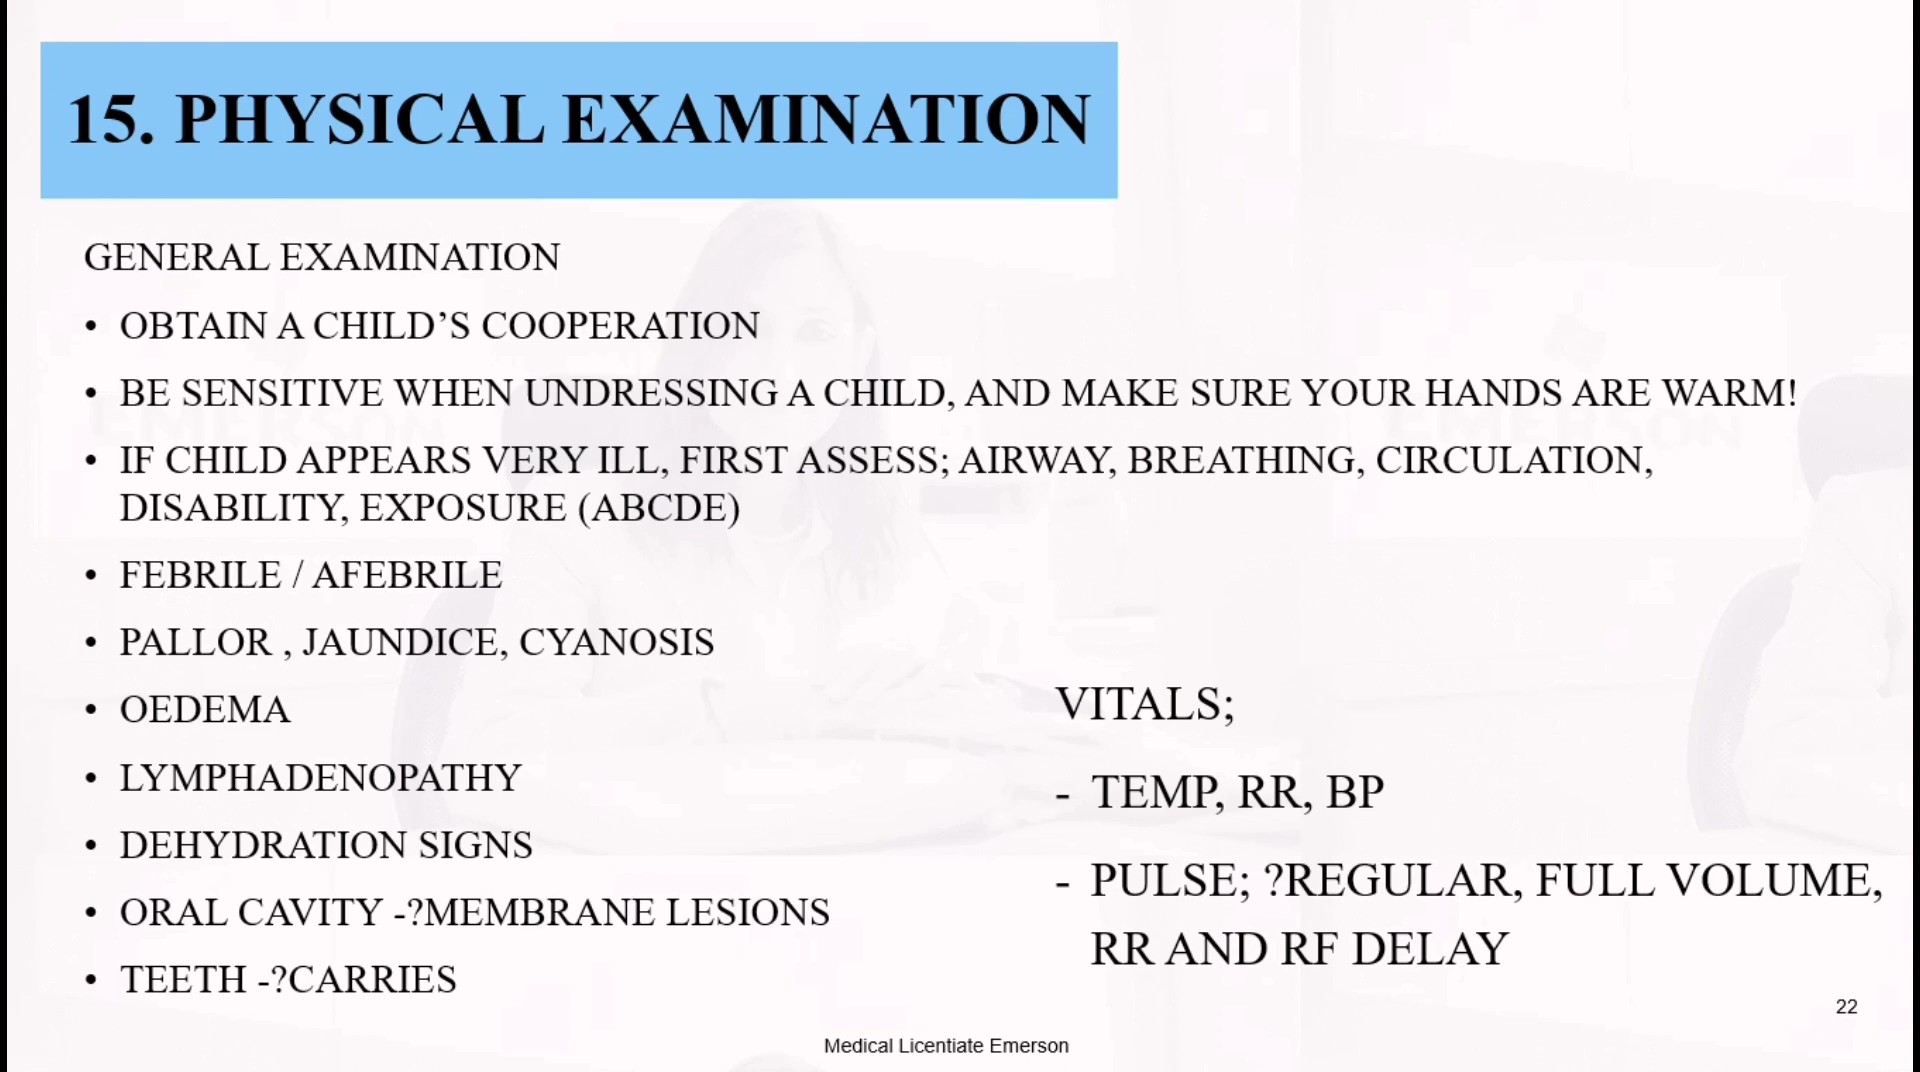 15. PHYSICAL EXAMINATION
GENERAL EXAMINATION
• OBTAIN A CHILD’S COOPERATION
• BE SENSITIVE WHEN UNDRESSING A CHILD, AND MAKE SURE YOUR HANDS ARE WARM!
• IF CHILD APPEARS VERY ILL, FIRST ASSESS; AIRWAY, BREATHING, CIRCULATION,
DISABILITY, EXPOSURE (ABCDE)
• FEBRILE / AFEBRILE
• PALLOR , JAUNDICE, CYANOSIS
• OEDEMA
• LYMPHADENOPATHY
• DEHYDRATION SIGNS
• ORAL CAVITY -?MEMBRANE LESIONS
• TEETH -?CARRIES
VITALS;
- TEMP, RR, BP
- PULSE; ?REGULAR, FULL VOLUME,
RR AND RF DELAY
22
Medical Licentiate Emerson
EMERSON
EMERSON